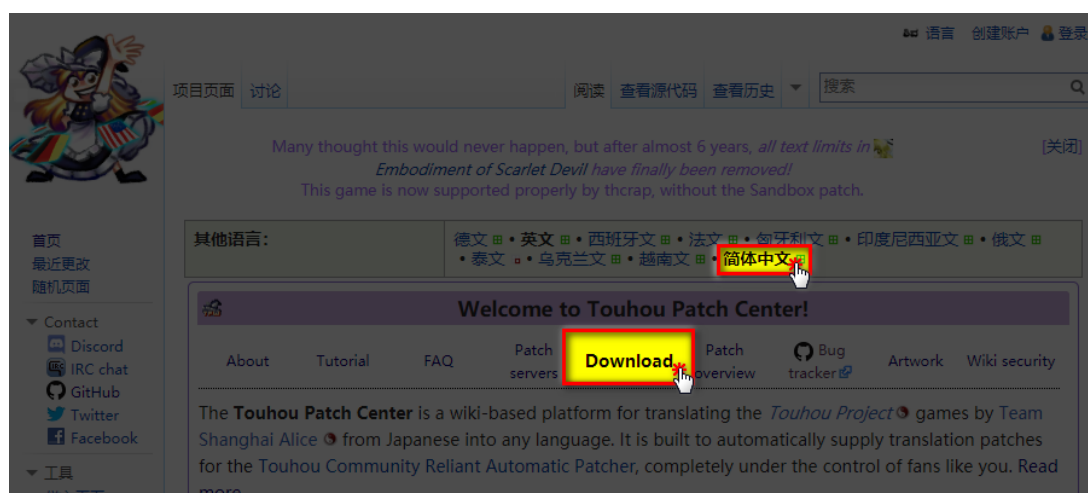 语言 创建账户 登录
项目页面 讨论 阅读 查看源代码 查看历史 搜索
Many thought this would never happen, but after almost 6 years, all text limits in
[关闭]
Embodiment of Scarlet Devil have finally been removed!
This game is now supported properly by thcrap, without the Sandbox patch.
首页
最近更改
随机页面
Contact
Discord
IRC chat
GitHub
Twitter
Facebook
工具
其他语言：
德文 • 英文 • 西班牙文 • 法文 • 匈牙利文 • 印度尼西亚文 • 俄文
• 泰文 • 乌克兰文 • 越南文 • 简体中文
Welcome to Touhou Patch Center!
About Tutorial FAQ Patch servers Download Patch overview Bug tracker Artwork Wiki security
The Touhou Patch Center is a wiki-based platform for translating the Touhou Project games by Team
Shanghai Alice from Japanese into any language. It is built to automatically supply translation patches
for the Touhou Community Reliant Automatic Patcher, completely under the control of fans like you. Read